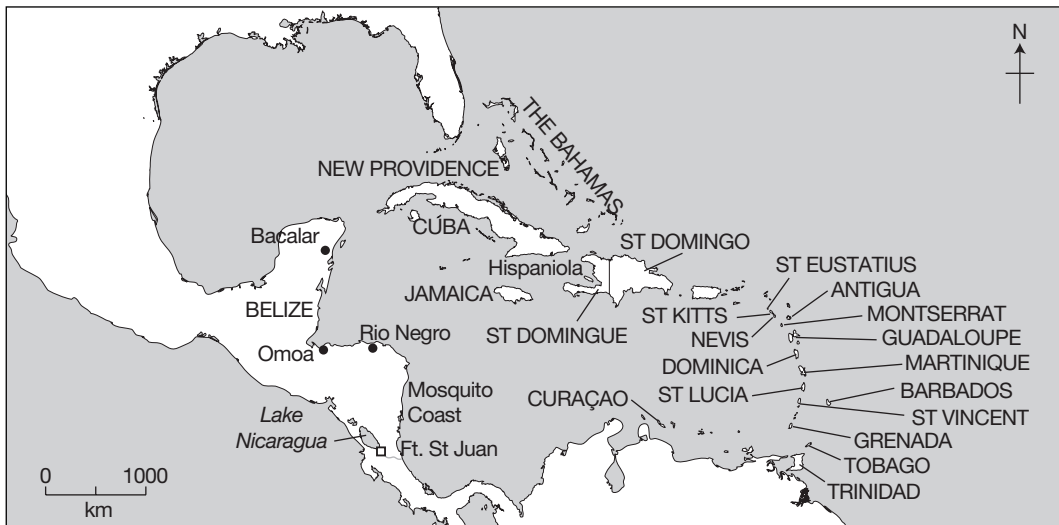 N
THE BAHAMAS
NEW PROVIDENCE
CÚBA
Bacalar
ST DOMINGO
Hispaniola
ST EUSTATIUS
JAMAICA
ANTIGUA
BELIZE
ST KITTS
MONTSERRAT
Rio Negro
ST DOMINGUE
NEVIS
GUADALOUPE
Omoa
DOMINICA
MARTINIQUE
Mosquito
Coast
ST LUCIA
BARBADOS
CURAÇAO
Lake
Nicaragua
ST VINCENT
Ft. St Juan
GRENADA
TOBAGO
TRINIDAD
0 1000
km